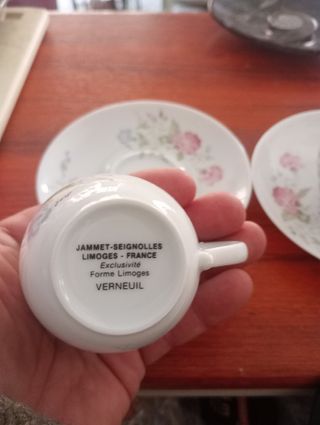 JAMMET-SEIGNOLLES
LIMOGES - FRANCE
Exclusivité
Forme Limoges
VERNEUIL